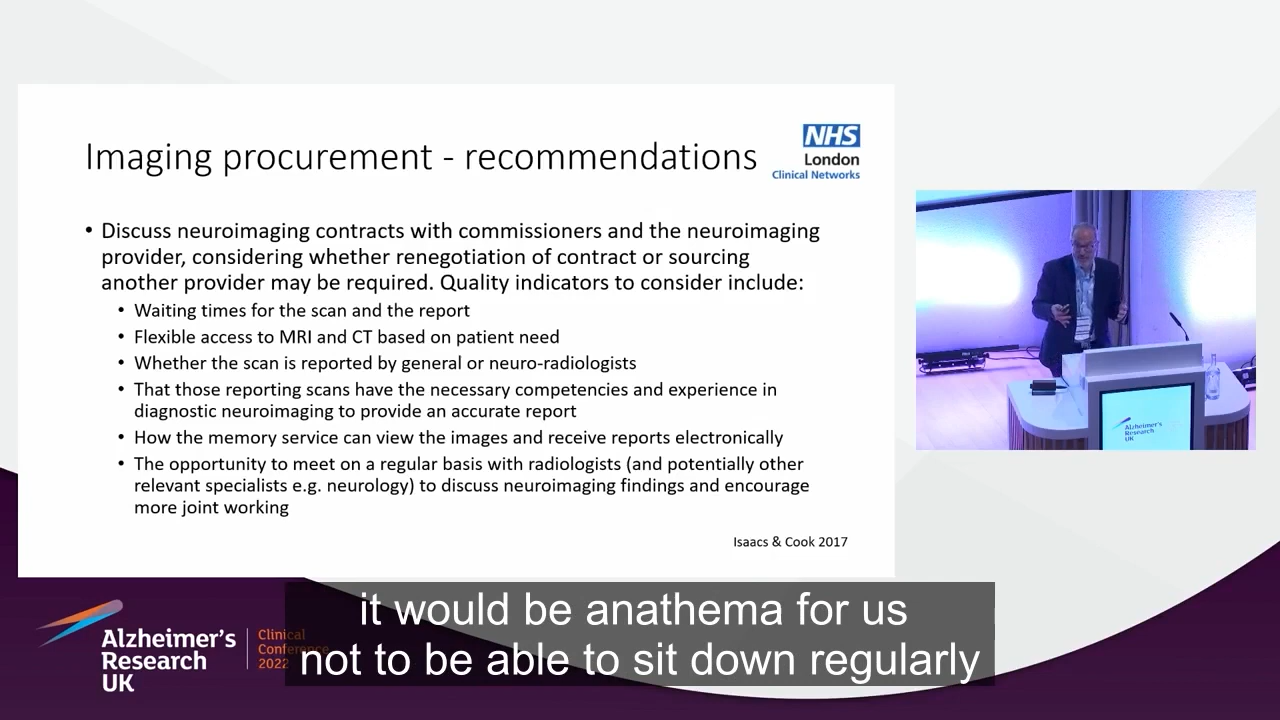 Imaging procurement - recommendations
NHS
London
Clinical Networks
• Discuss neuroimaging contracts with commissioners and the neuroimaging
provider, considering whether renegotiation of contract or sourcing
another provider may be required. Quality indicators to consider include:
• Waiting times for the scan and the report
• Flexible access to MRI and CT based on patient need
• Whether the scan is reported by general or neuro-radiologists
• That those reporting scans have the necessary competencies and experience in
diagnostic neuroimaging to provide an accurate report
• How the memory service can view the images and receive reports electronically
• The opportunity to meet on a regular basis with radiologists (and potentially other
relevant specialists e.g. neurology) to discuss neuroimaging findings and encourage
more joint working
Isaacs & Cook 2017
Alzheimer's
Research
UK
Alzheimer's
Research
UK
Clinical
Conference
2022
it would be anathema for us
not to be able to sit down regularly